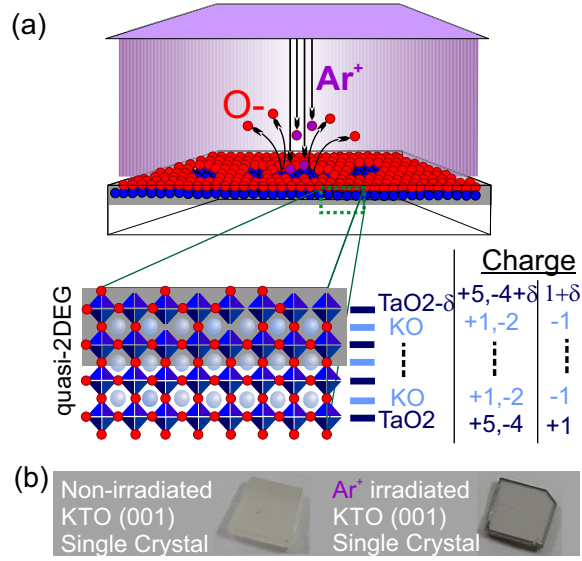 (a)
Ar+
O-
Charge
TaO2-δ +5,-4+δ 1+δ
KO +1,-2 -1
quasi-2DEG
KO +1,-2 -1
TaO2 +5,-4 +1
(b)
Non-irradiated
KTO (001)
Single Crystal
Ar+ irradiated
KTO (001)
Single Crystal